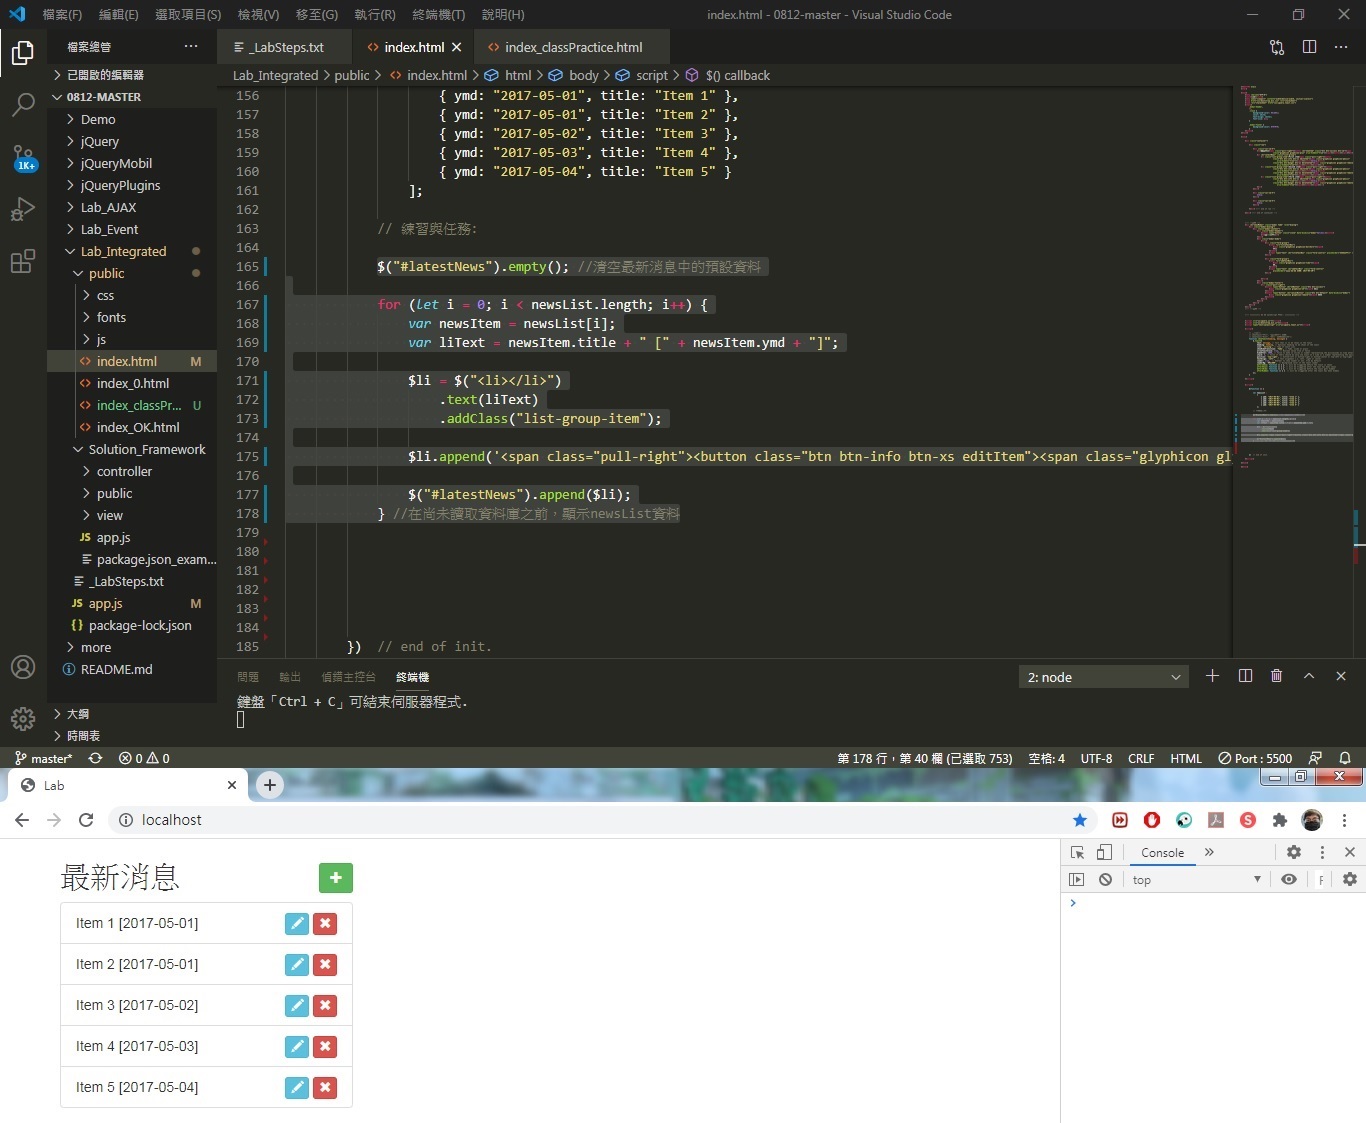 檔案(F) 編輯(E) 選取項目(S) 檢視(V) 移至(G) 執行(R) 終端機(T) 說明(H) index.html - 0812-master - Visual Studio Code
檔案總管 ···
_LabSteps.txt index.html index_classPractice.html
已開啟的編輯器
0812-MASTER
Demo
jQuery
jQueryMobil
jQueryPlugins
Lab_AJAX
Lab_Event
Lab_Integrated
public
css
fonts
js
index.html M
index_0.html
index_classPr... U
index_OK.html
Solution_Framework
controller
public
view
JS app.js
package.json_exam...
_LabSteps.txt
JS app.js M
{} package-lock.json
more
README.md
大綱
時間表
1K+
Lab_Integrated > public > index.html > html > body > script > $() callback
156 { ymd: "2017-05-01", title: "Item 1" },
157 { ymd: "2017-05-01", title: "Item 2" },
158 { ymd: "2017-05-02", title: "Item 3" },
159 { ymd: "2017-05-03", title: "Item 4" },
160 { ymd: "2017-05-04", title: "Item 5" }
161 ];
162
163 // 練習與任務:
164
165 $("#latestNews").empty(); //清空最新消息中的預設資料
166
167 for (let i = 0; i < newsList.length; i++) {
168 var newsItem = newsList[i];
169 var liText = newsItem.title + " [" + newsItem.ymd + "]";
170
171 $li = $("<li></li>")
172 .text(liText)
173 .addClass("list-group-item");
174
175 $li.append('<span class="pull-right"><button class="btn btn-info btn-xs editItem"><span class="glyphicon gl
176
177 $("#latestNews").append($li);
178 } //在尚未讀取資料庫之前，顯示newsList資料
179
180
181
182
183
184
185 }) // end of init.
問題 輸出 偵錯主控台 終端機 2: node
鍵盤「Ctrl + C」可結束伺服器程式.
master* 0 0 第 178 行，第 40 欄 (已選取 753) 空格: 4 UTF-8 CRLF HTML Port : 5500
Lab
localhost
最新消息
Item 1 [2017-05-01]
Item 2 [2017-05-01]
Item 3 [2017-05-02]
Item 4 [2017-05-03]
Item 5 [2017-05-04]
Console »
top